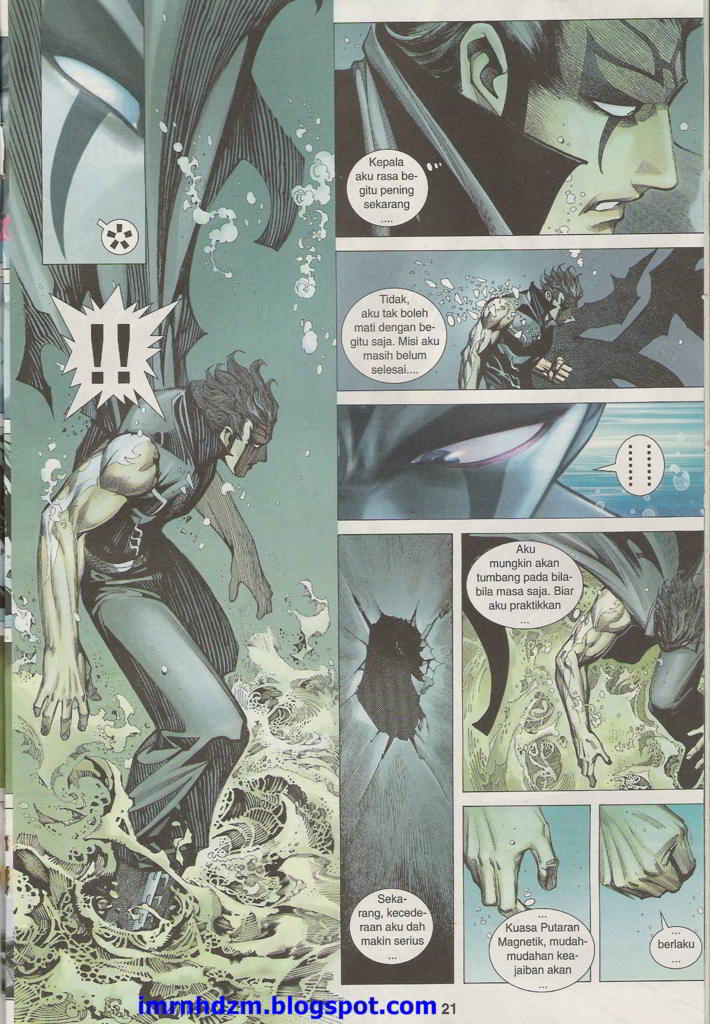 *
!!
Kepala
aku rasa be-
gitu pening
sekarang
....
...
Tidak,
aku tak boleh
mati dengan be-
gitu saja. Misi aku
masih belum
selesai....
Aku
mungkin akan
tumbang pada bila-
bila masa saja. Biar
aku praktikkan
...
Seka-
rang, kecede-
raan aku dah
makin serius
...
...
Kuasa Putaran
Magnetik, mudah-
mudahan kea-
jaiban akan
...
...
berlaku
...
imrnhdzm.blogspot.com 21